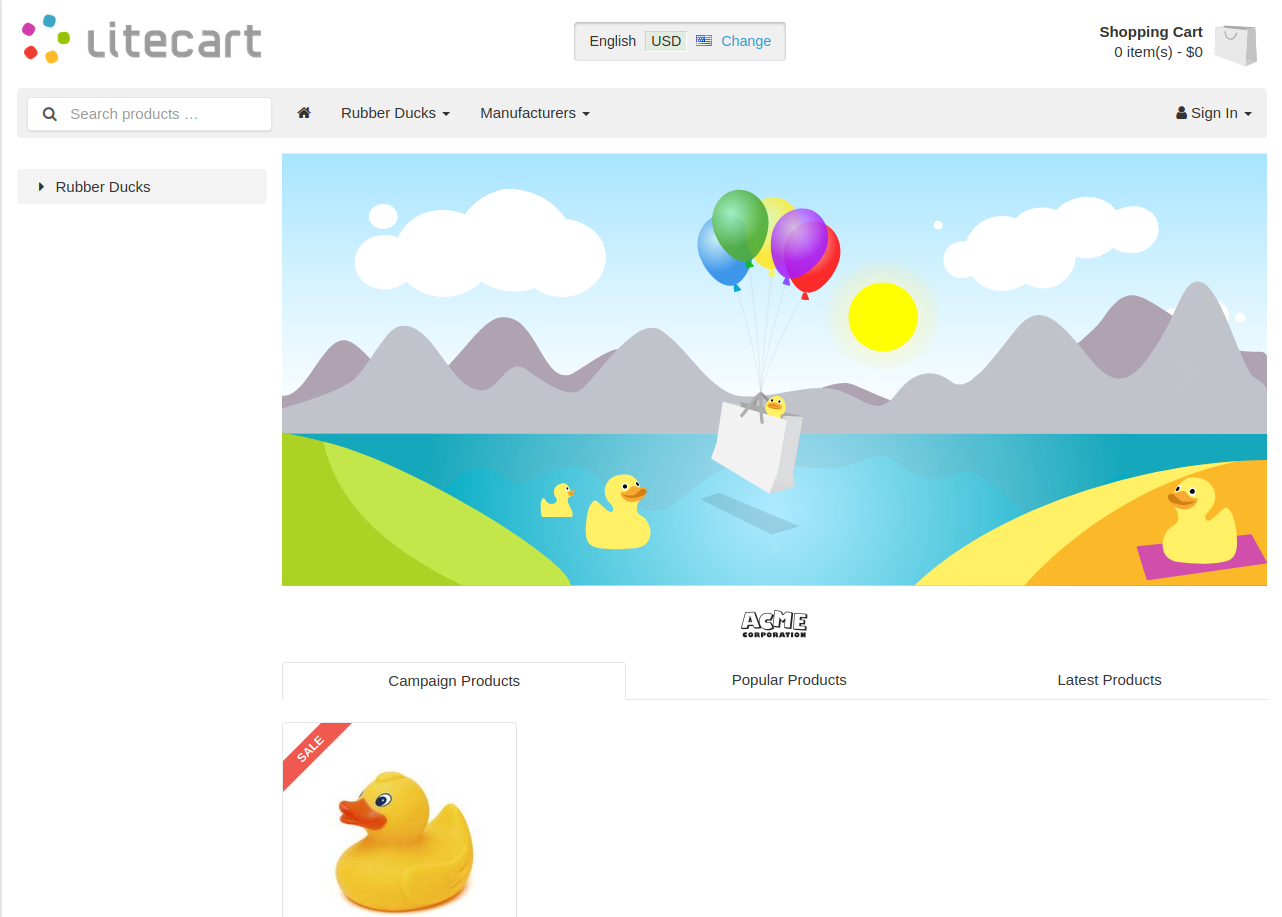 Litecart
English USD Change
Shopping Cart
0 item(s) - $0
Search products …
Rubber Ducks
Manufacturers
Sign In
Rubber Ducks
ACME
CORPORATION
Campaign Products
Popular Products
Latest Products
SALE